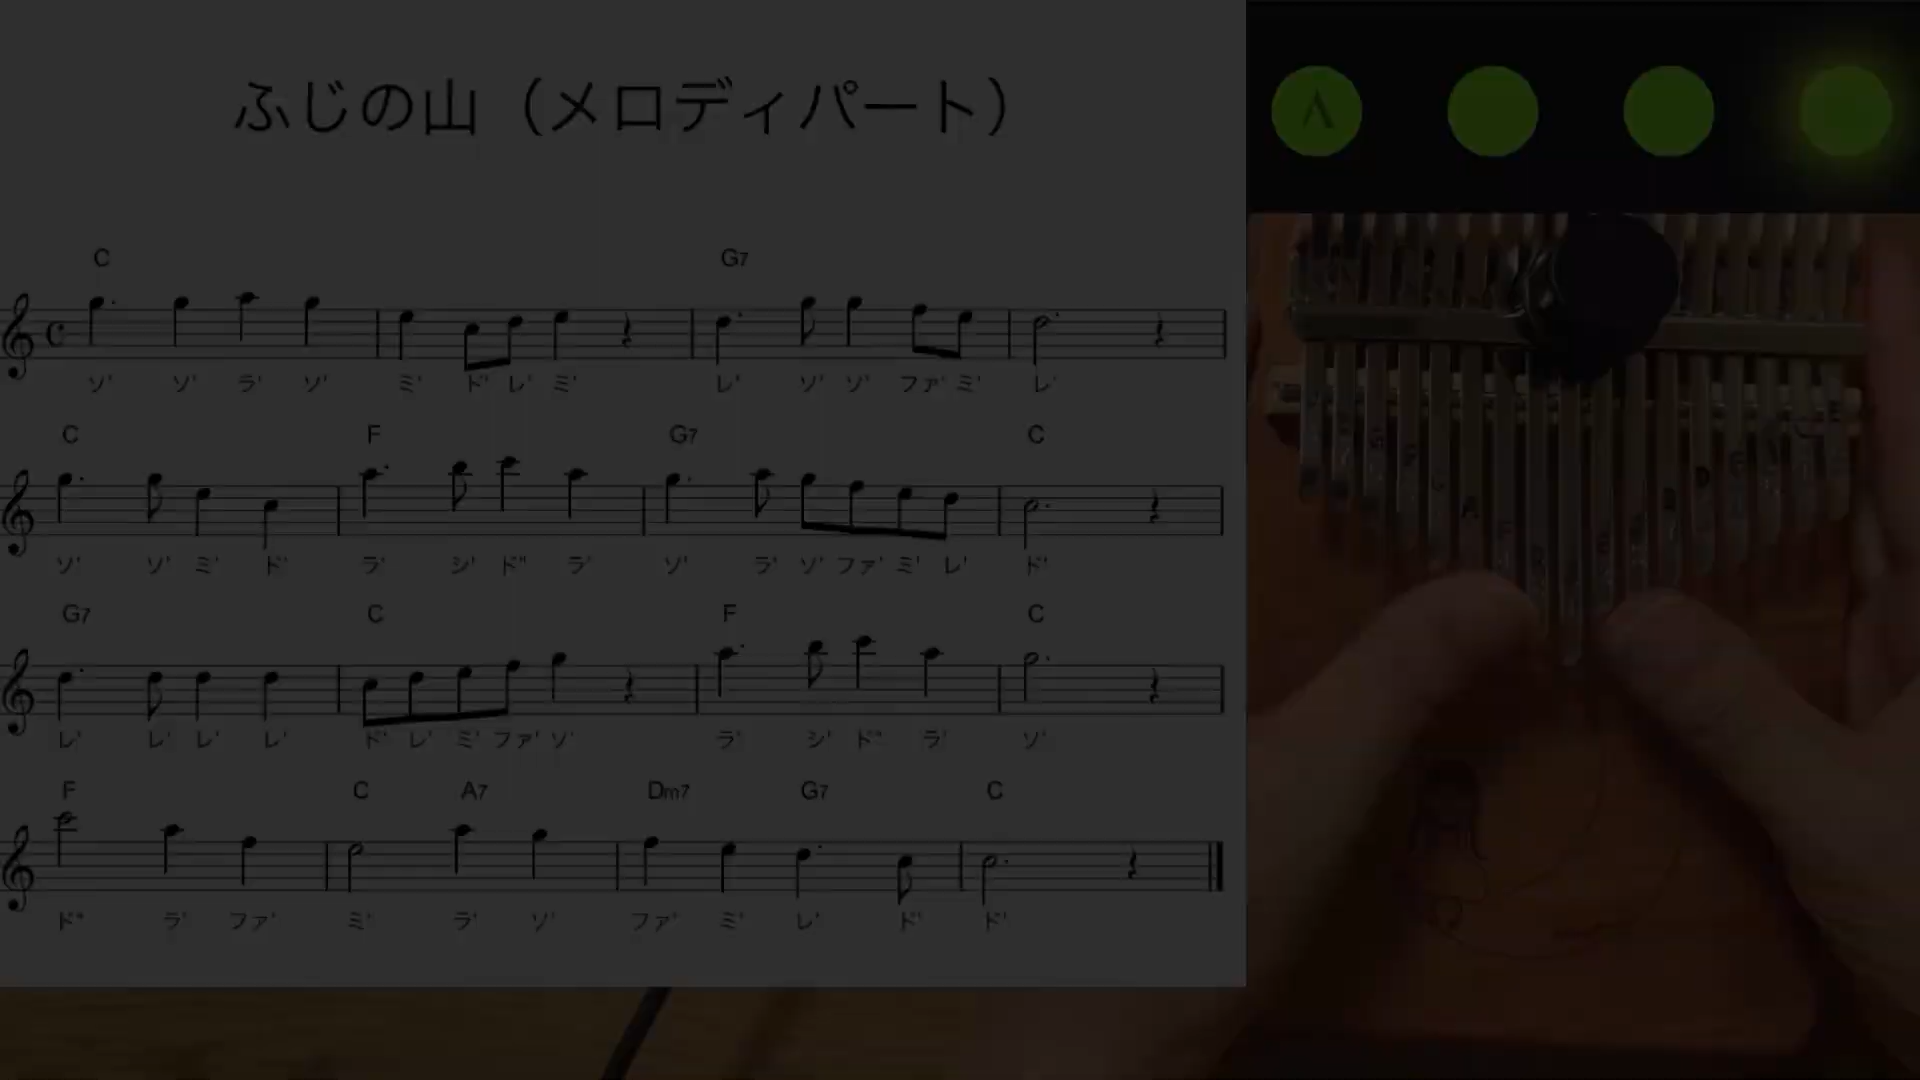 ふじの山（メロディパート）
C G7
ソ' ソ' ラ' ソ' ミ' ド' レ' ミ' レ' ソ' ソ' ファ' ミ' レ'
C F G7 C
ソ' ソ' ミ' ド' ラ' シ' ド" ラ' ソ' ラ' ソ' ファ' ミ' レ' ド'
G7 C F C
レ' レ' レ' レ' ド' レ' ミ' ファ' ソ' ラ' シ' ド" ラ' ソ'
F C A7 Dm7 G7 C
ド" ラ' ファ' ミ' ラ' ソ' ファ' ミ' レ' ド' ド'